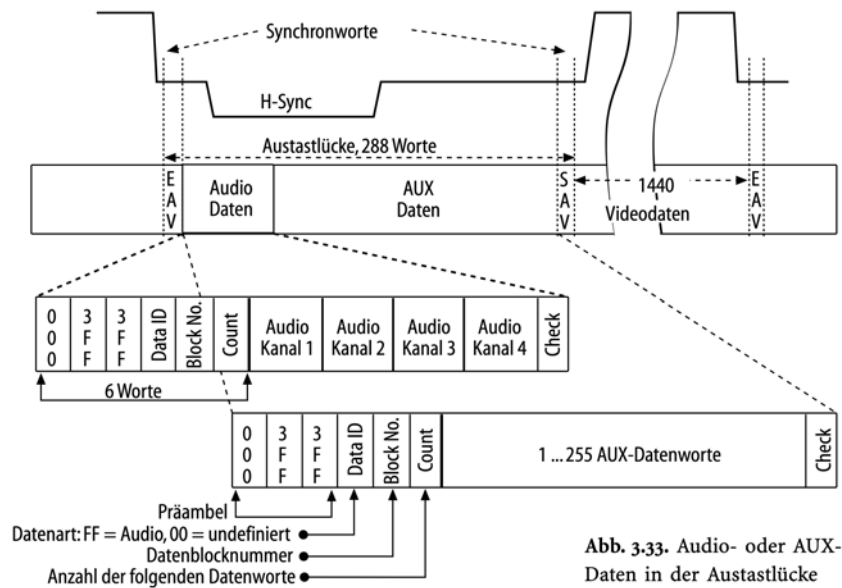 Synchronworte
H-Sync
Austastlücke, 288 Worte
E
A
V
Audio
Daten
AUX
Daten
S
A
V
1440
Videodaten
E
A
V
0
0
0
3
F
F
3
F
F
Data ID
Block No.
Count
Audio
Kanal 1
Audio
Kanal 2
Audio
Kanal 3
Audio
Kanal 4
Check
6 Worte
0
0
0
3
F
F
3
F
F
Data ID
Block No.
Count
1 ... 255 AUX-Datenworte
Check
Präambel
Datenart: FF = Audio, 00 = undefiniert
Datenblocknummer
Anzahl der folgenden Datenworte
Abb. 3.33. Audio- oder AUX-
Daten in der Austastlücke